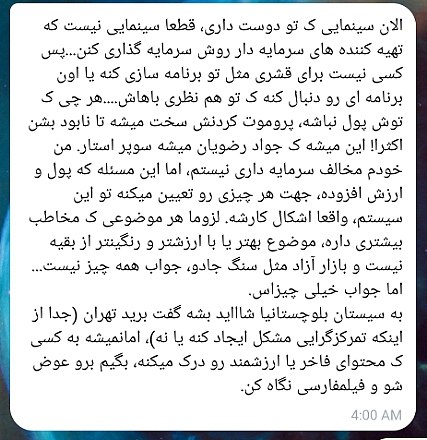 الان سینمایی ک تو دوست داری، قطعا سینمایی نیست که
تهیه کننده های سرمایه دار روش سرمایه گذاری کنن...پس
کسی نیست برای قشری مثل تو برنامه سازی کنه یا اون
برنامه ای رو دنبال کنه ک تو هم نظری باهاش....هر چی ک
توش پول نباشه، پروموت کردنش سخت میشه تا نابود بشن
اکثرا! این میشه ک جواد رضویان میشه سوپر استار. من
خودم مخالف سرمایه داری نیستم، اما این مسئله که پول و
ارزش افزوده، جهت هر چیزی رو تعیین میکنه تو این
سیستم، واقعا اشکال کارشه. لزوما هر موضوعی ک مخاطب
بیشتری داره، موضوع بهتر یا با ارزشتر و رنگینتر از بقیه
نیست و بازار آزاد مثل سنگ جادو، جواب همه چیز نیست...
اما جواب خیلی چیزاس.
به سیستان بلوچستانیا شااااید بشه گفت برید تهران (جدا از
اینکه تمرکزگرایی مشکل ایجاد کنه یا نه)، امانمیشه به کسی
ک محتوای فاخر یا ارزشمند رو درک میکنه، بگیم برو عوض
شو و فیلمفارسی نگاه کن.
4:00 AM